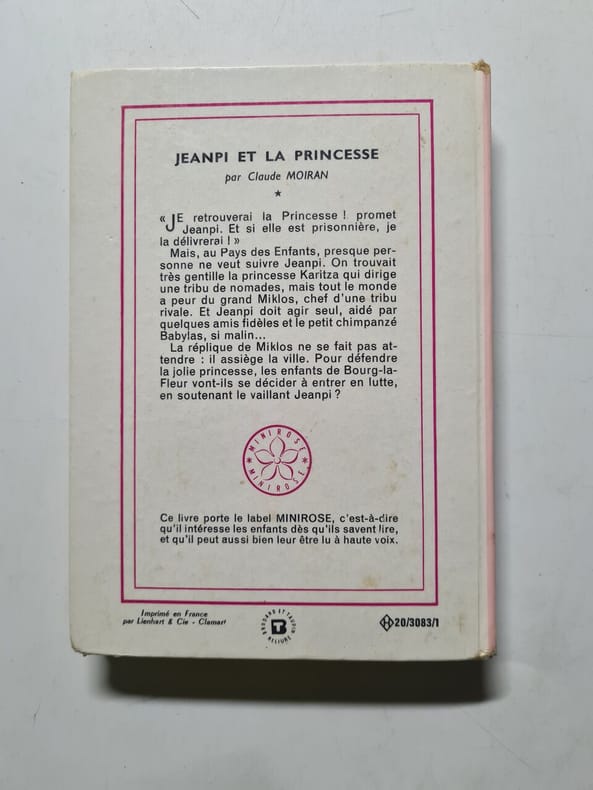 JEANPI ET LA PRINCESSE
par Claude MOIRAN
★
« JE retrouverai la Princesse ! promet
Jeanpi. Et si elle est prisonnière, je
la délivrerai ! »
Mais, au Pays des Enfants, presque per-
sonne ne veut suivre Jeanpi. On trouvait
très gentille la princesse Karitza qui dirige
une tribu de nomades, mais tout le monde
a peur du grand Miklos, chef d'une tribu
rivale. Et Jeanpi doit agir seul, aidé par
quelques amis fidèles et le petit chimpanzé
Babylas, si malin...
La réplique de Miklos ne se fait pas at-
tendre : il assiège la ville. Pour défendre
la jolie princesse, les enfants de Bourg-la-
Fleur vont-ils se décider à entrer en lutte,
en soutenant le vaillant Jeanpi ?
MINIROSE
★ MINIROSE ★
Ce livre porte le label MINIROSE, c'est-à-dire
qu'il intéresse les enfants dès qu'ils savent lire,
et qu'il peut aussi bien leur être lu à haute voix.
Imprimé en France
par Lienhart & Cie - Clamart
BRODARD ET TAUPIN
BT
RELIURE
H 20/3083/1